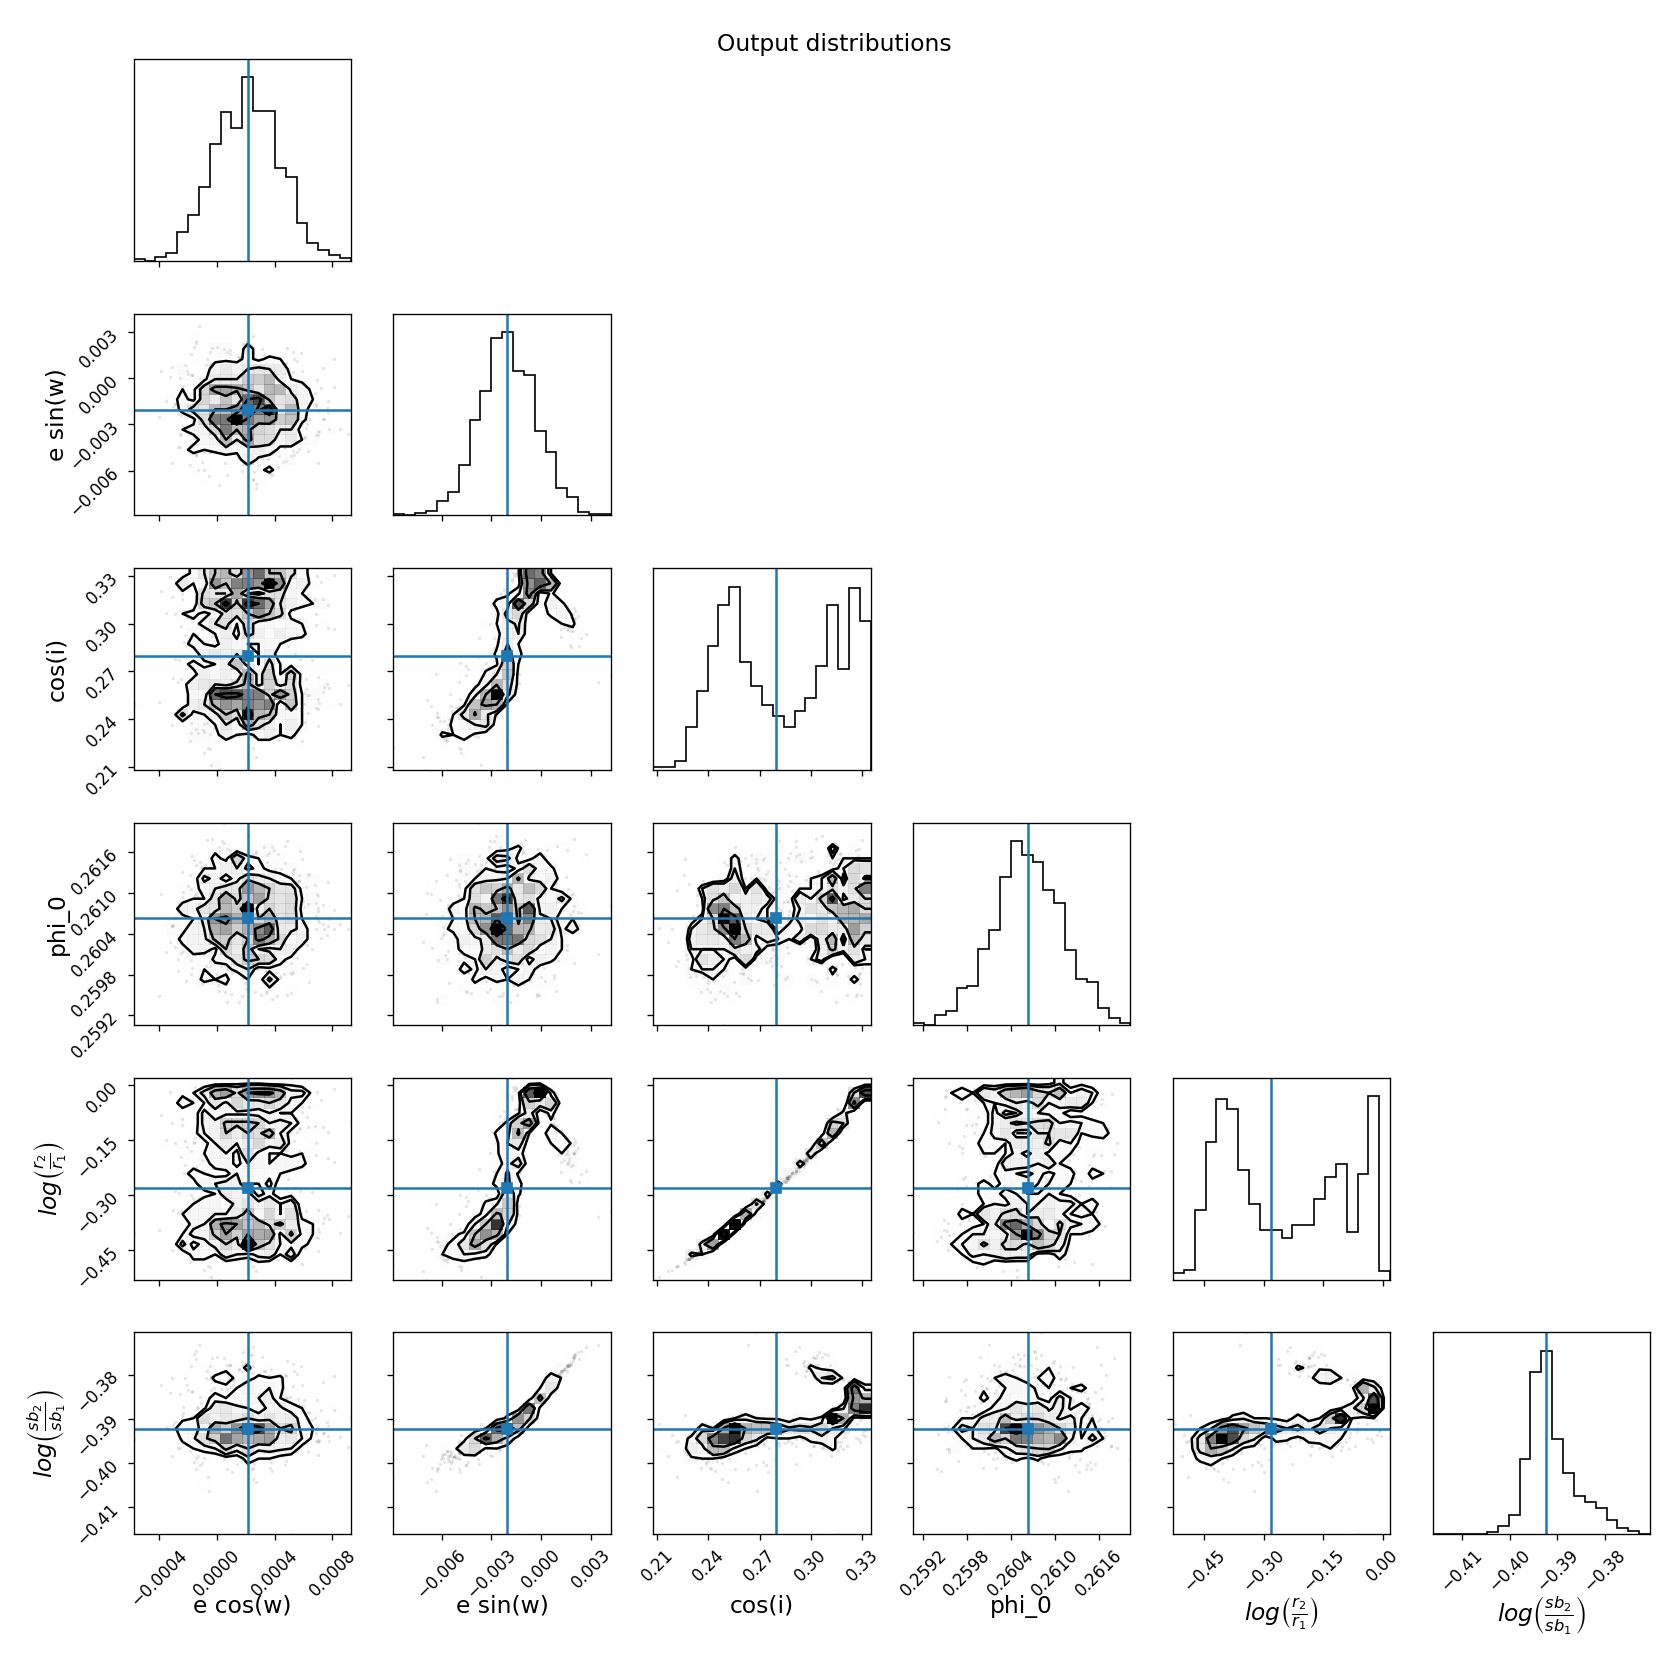 Output distributions
e sin(w)
0.003
0.000
−0.003
−0.006
cos(i)
0.33
0.30
0.27
0.24
0.21
phi_0
0.2616
0.2610
0.2604
0.2598
0.2592
log(r2/r1)
0.00
−0.15
−0.30
−0.45
log(sb2/sb1)
−0.38
−0.39
−0.40
−0.41
−0.0004 0.0000 0.0004 0.0008
−0.006 −0.003 0.000 0.003
0.21 0.24 0.27 0.30 0.33
0.2592 0.2598 0.2604 0.2610 0.2616
−0.45 −0.30 −0.15 0.00
−0.41 −0.40 −0.39 −0.38
e cos(w)
e sin(w)
cos(i)
phi_0
log(r2/r1)
log(sb2/sb1)